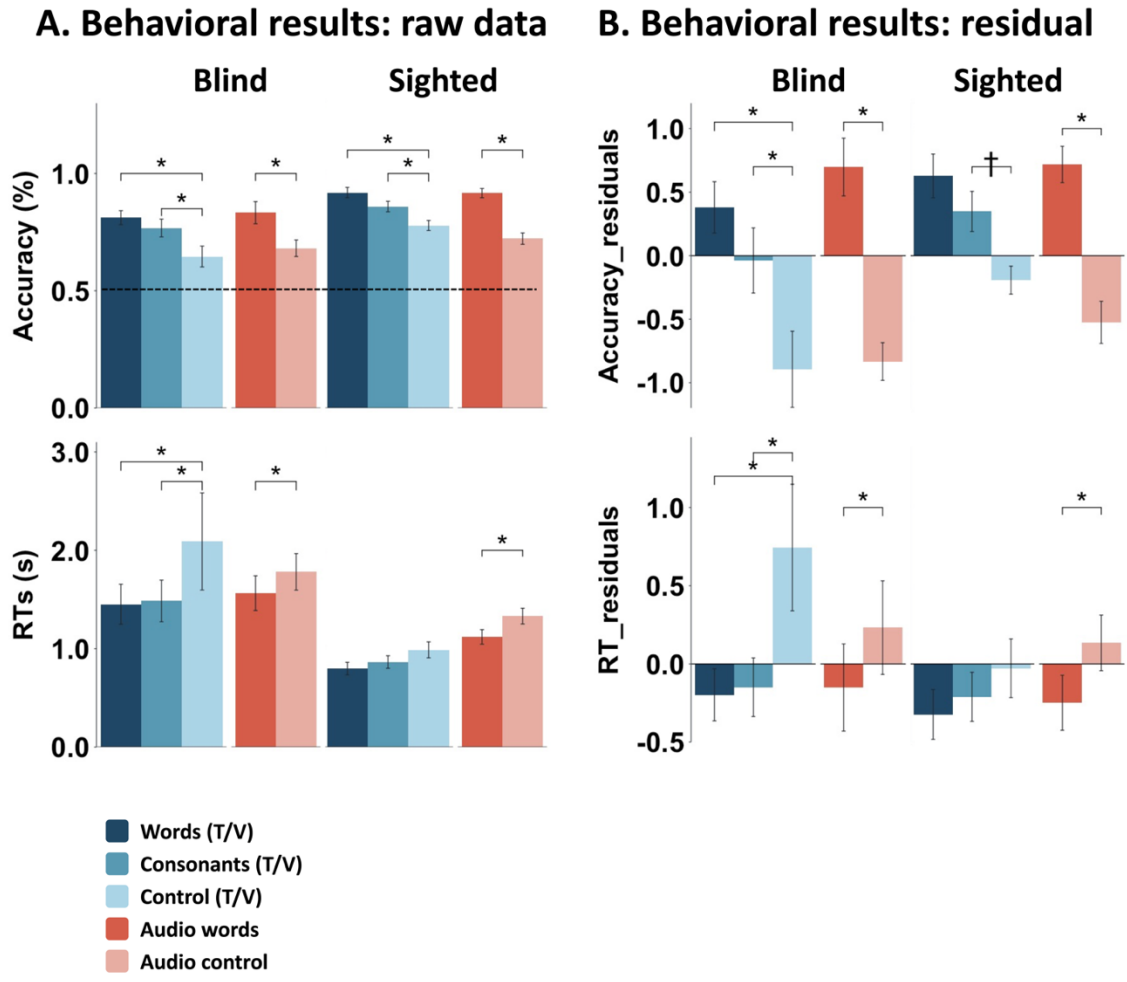 A. Behavioral results: raw data
B. Behavioral results: residual
Blind
Sighted
Blind
Sighted
Accuracy (%)
1.0
0.5
0.0
* * * * * *
Accuracy_residuals
1.0
0.5
0.0
-0.5
-1.0
* * * † *
RTs (s)
3.0
2.0
1.0
0.0
* * * *
RT_residuals
1.0
0.5
0.0
-0.5
* * * *
Words (T/V)
Consonants (T/V)
Control (T/V)
Audio words
Audio control